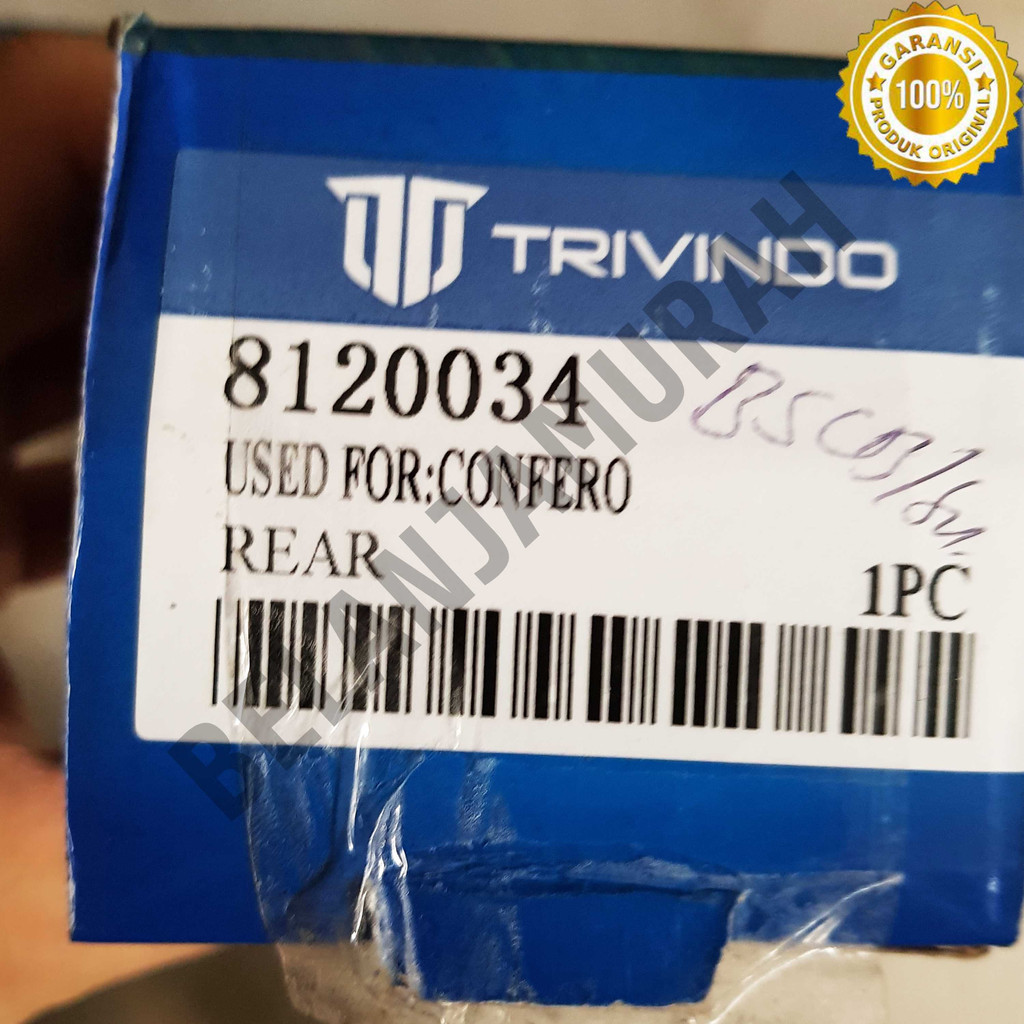 GARANSI
100%
PRODUK ORIGINAL
TRIVINDO
8120034
USED FOR:CONFERO
REAR
1PC
BELANJAMURAH